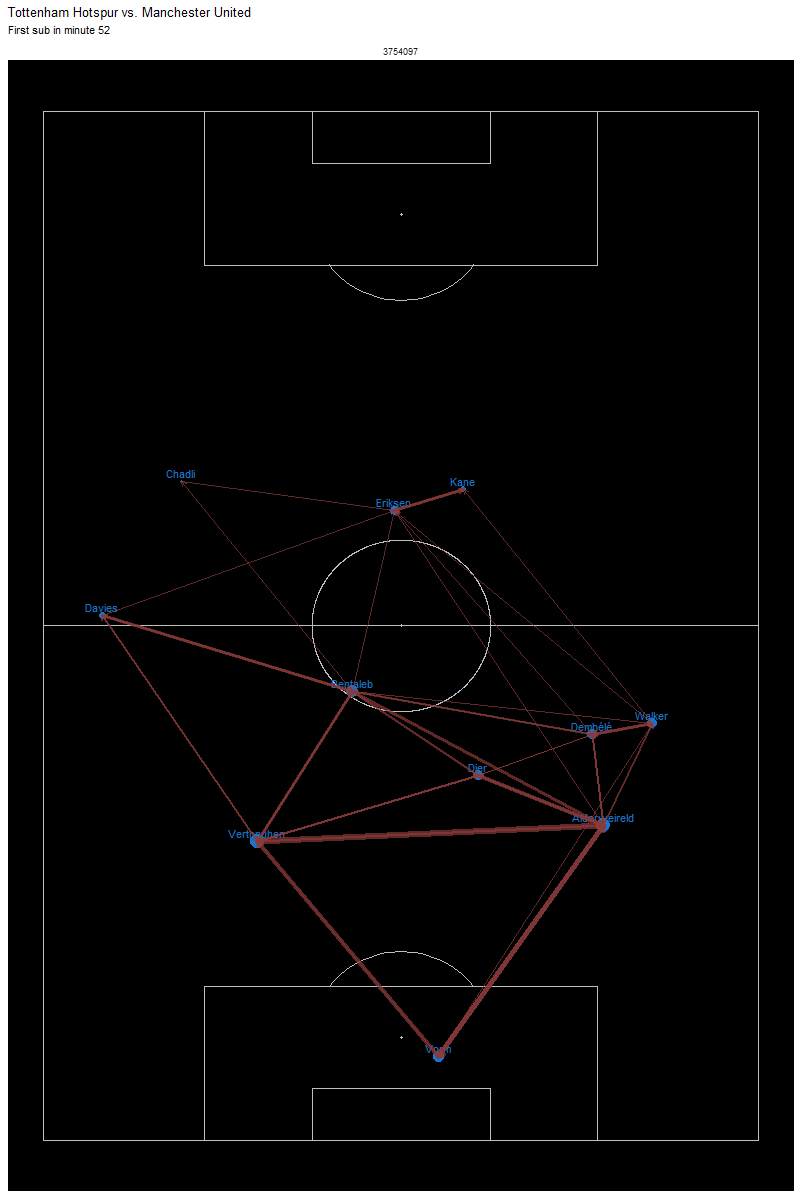 Tottenham Hotspur vs. Manchester United
First sub in minute 52
3754097
Chadli
Kane
Eriksen
Davies
Bentaleb
Walker
Dembélé
Dier
Alderweireld
Vertonghen
Vorm